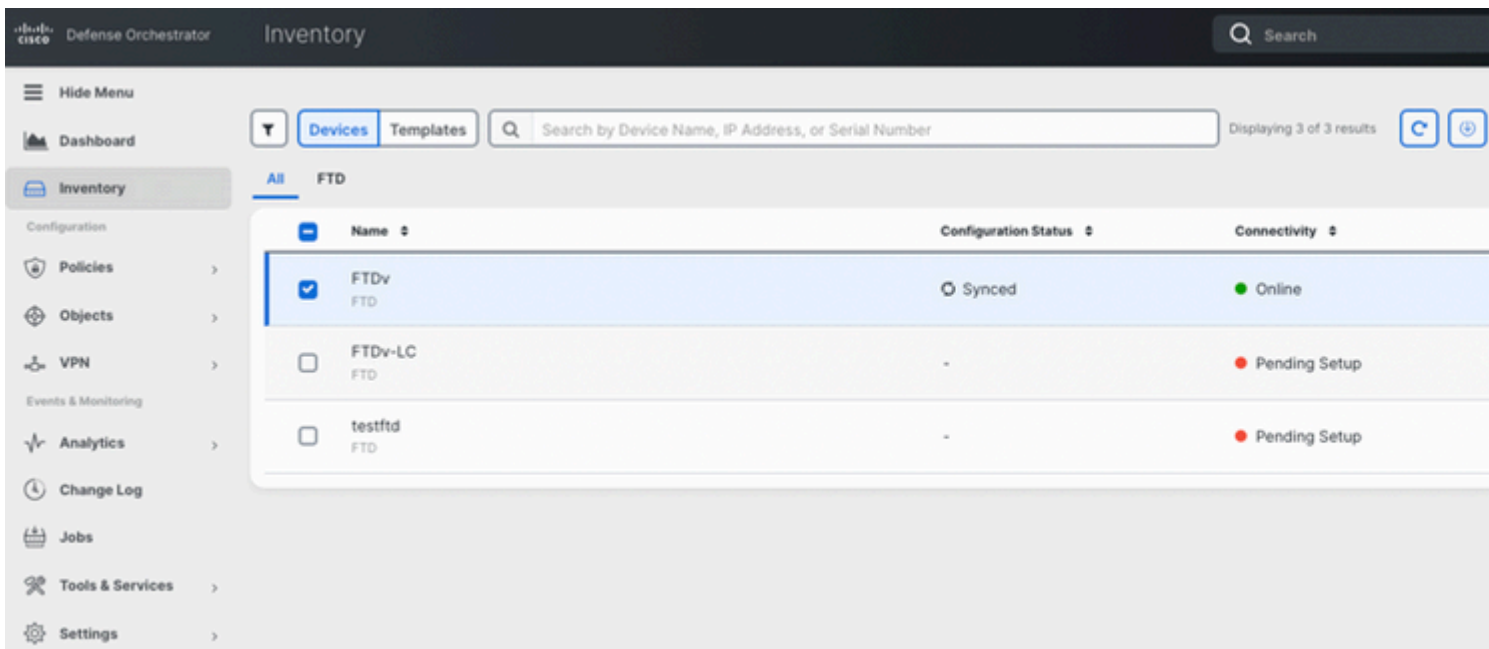 CISCO Defense Orchestrator Inventory Search
Hide Menu
Dashboard
Inventory
Configuration
Policies
Objects
VPN
Events & Monitoring
Analytics
Change Log
Jobs
Tools & Services
Settings
Devices Templates Search by Device Name, IP Address, or Serial Number Displaying 3 of 3 results
All FTD
Name Configuration Status Connectivity
FTDv Synced Online
FTD
FTDv-LC - Pending Setup
FTD
testftd - Pending Setup
FTD